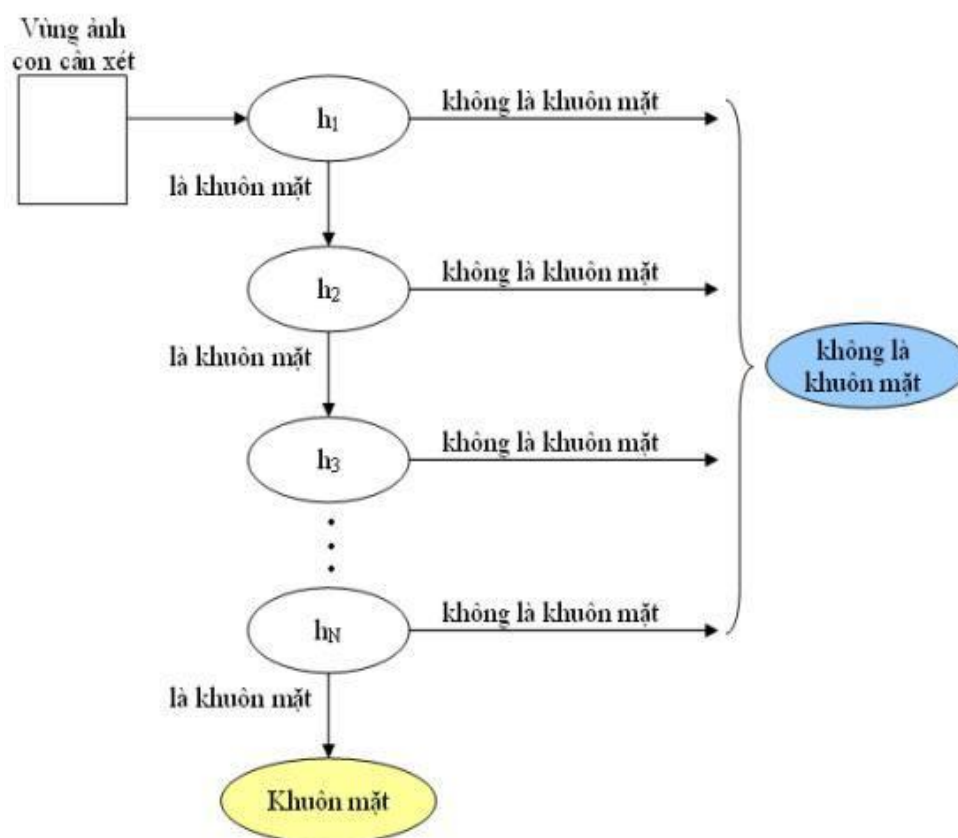 Vùng ảnh
con cần xét
h₁
không là khuôn mặt
là khuôn mặt
h₂
không là khuôn mặt
là khuôn mặt
không là
khuôn mặt
h₃
không là khuôn mặt
h_N
không là khuôn mặt
là khuôn mặt
Khuôn mặt